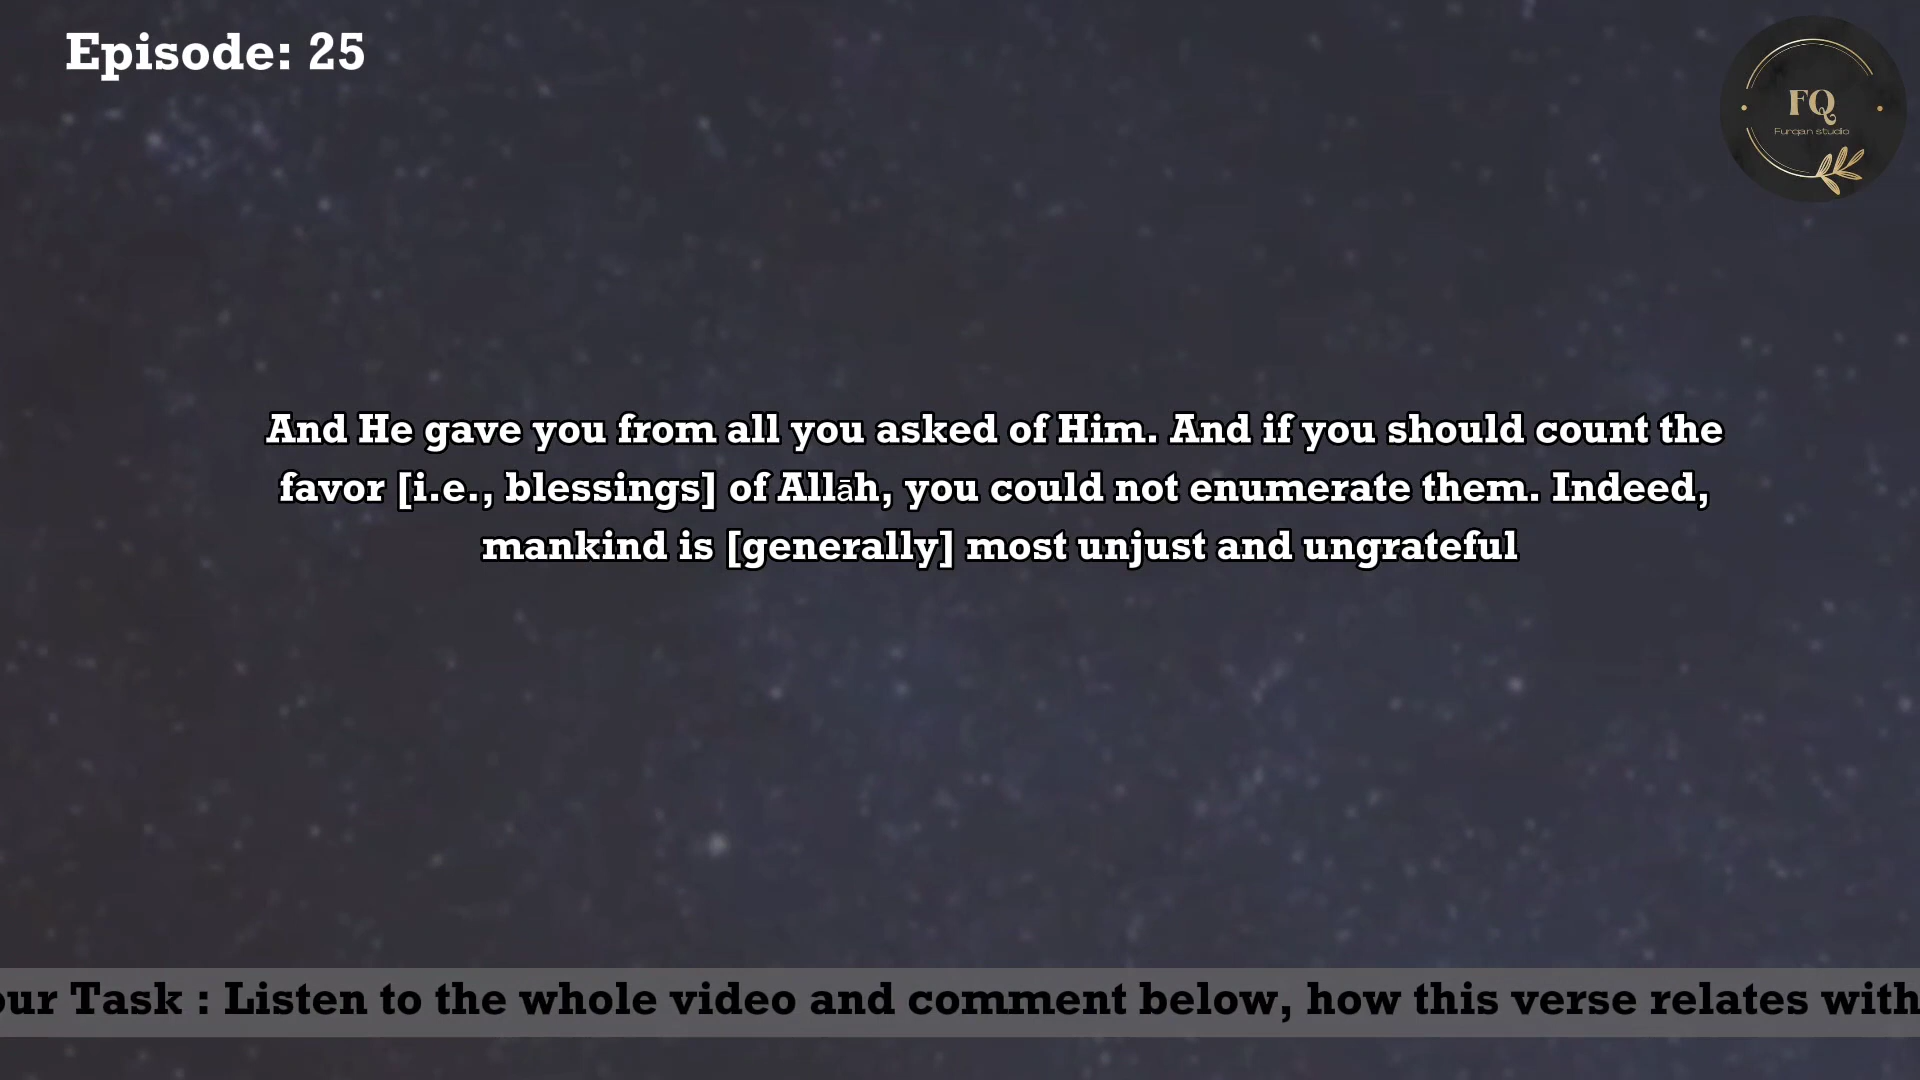 Episode: 25
FQ
Furqan studio
And He gave you from all you asked of Him. And if you should count the
favor [i.e., blessings] of Allāh, you could not enumerate them. Indeed,
mankind is [generally] most unjust and ungrateful
our Task : Listen to the whole video and comment below, how this verse relates with